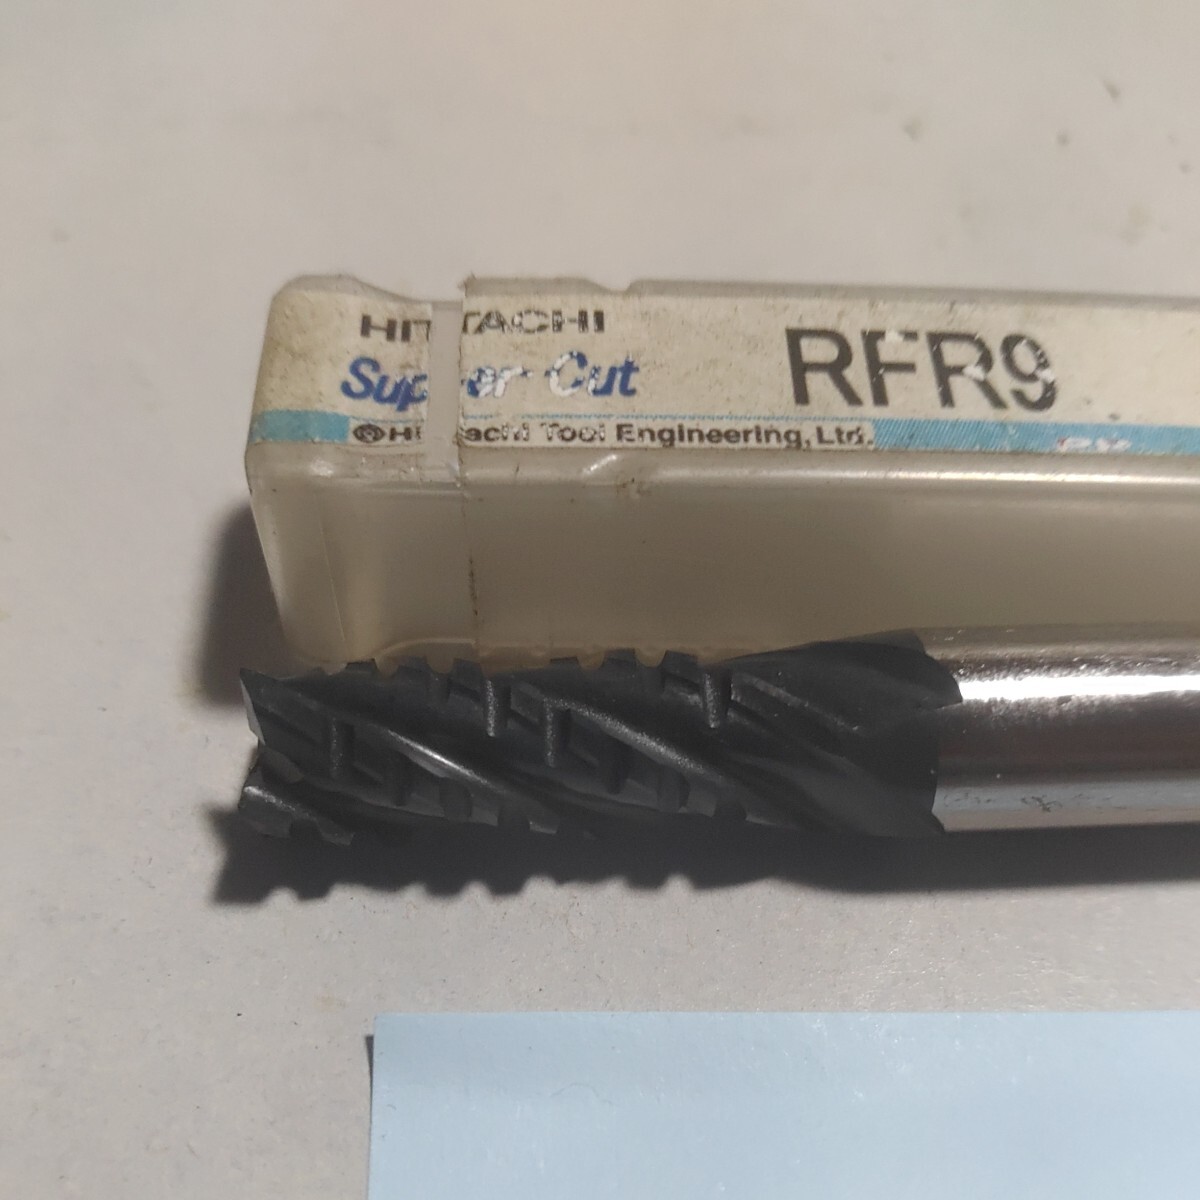 HITACHI
Super Cut
RFR9
Hitachi Tool Engineering, Ltd.